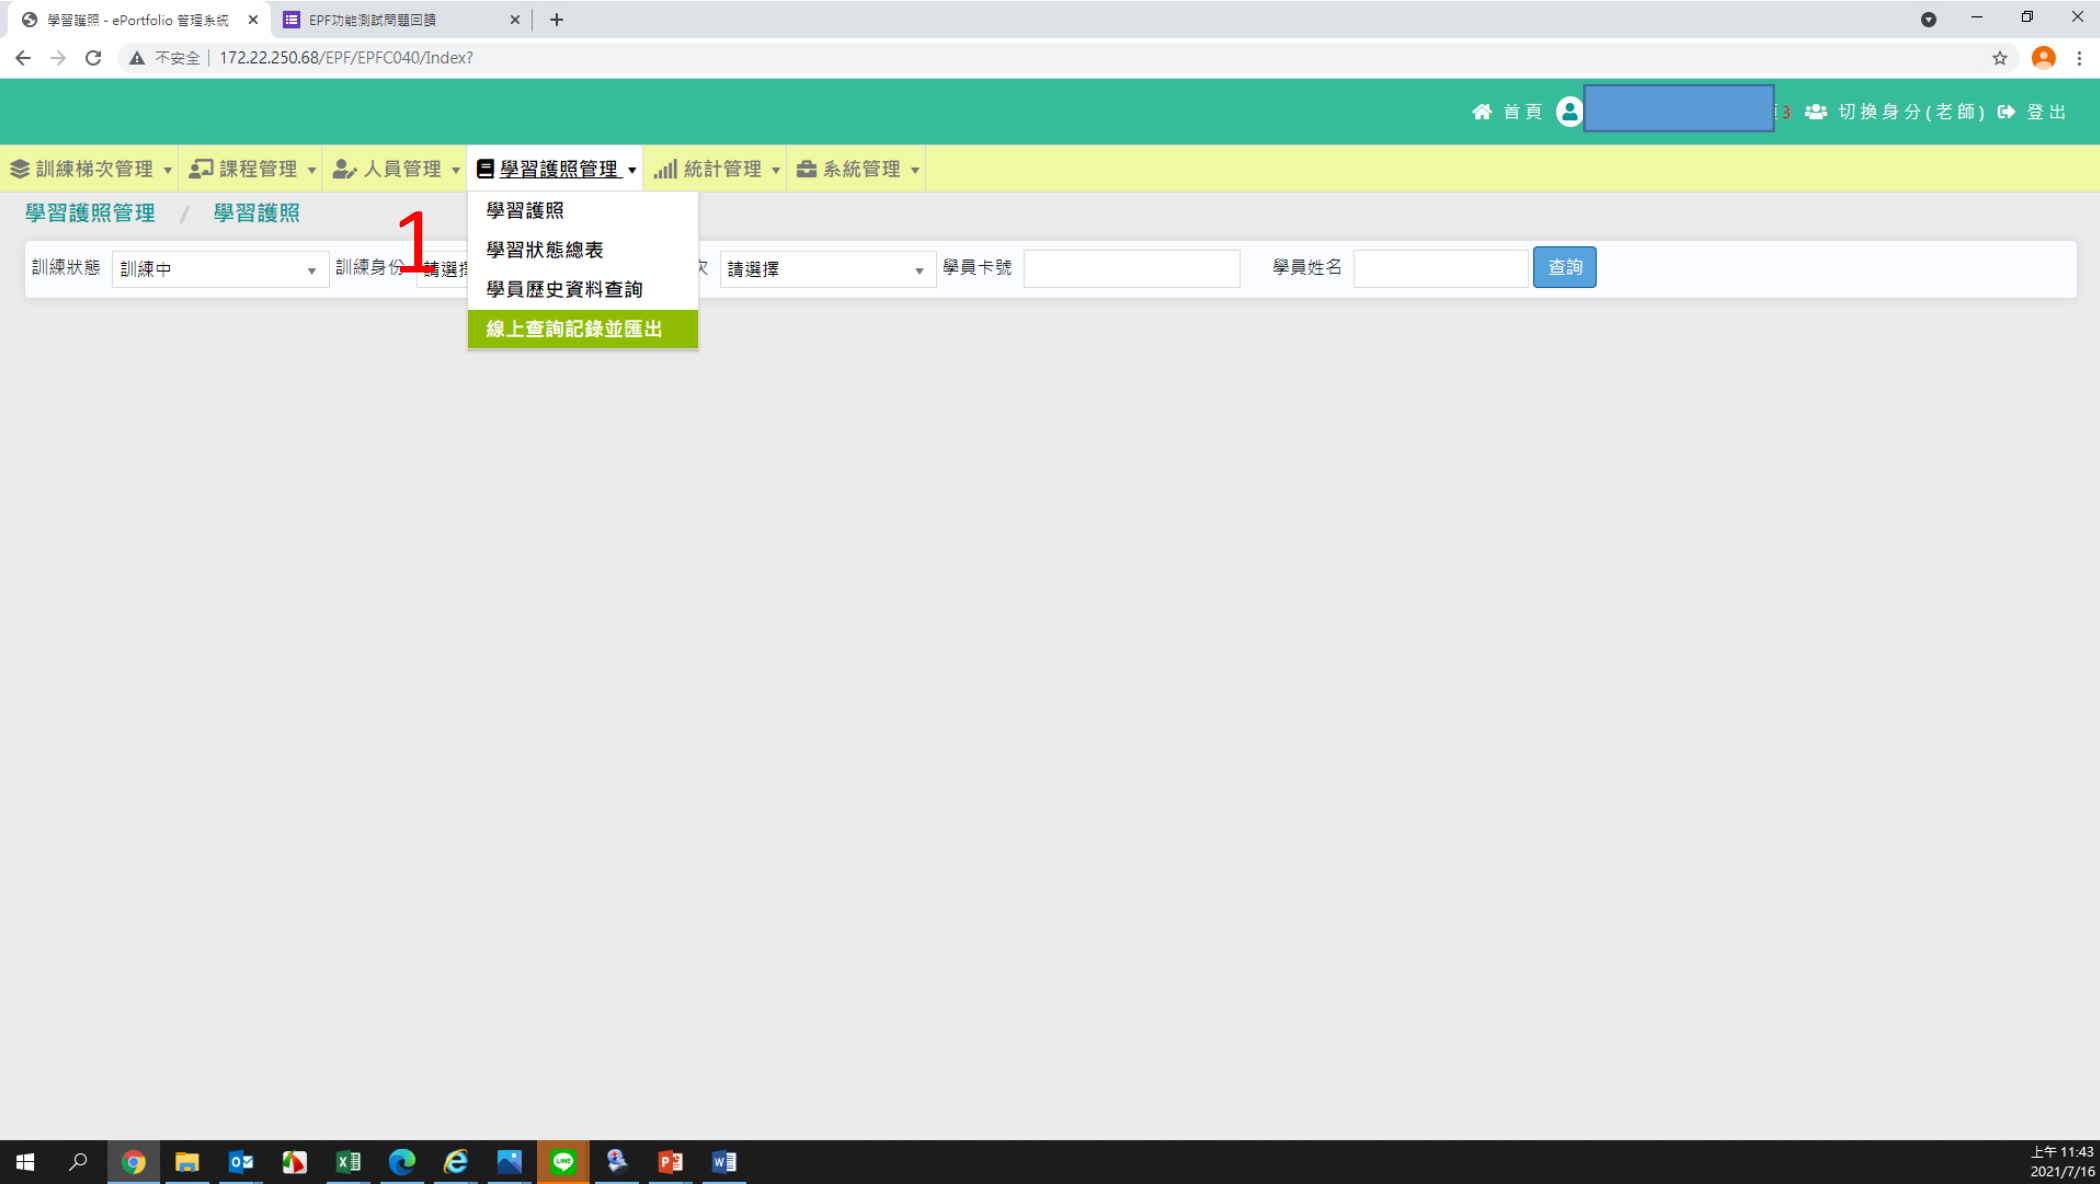 學習護照 - ePortfolio 管理系統
EPF功能測試問題回饋
不安全 | 172.22.250.68/EPF/EPFC040/Index?
首頁 3 切換身分(老師) 登出
訓練梯次管理 課程管理 人員管理 學習護照管理 統計管理 系統管理
學習護照管理 / 學習護照
1
學習護照
學習狀態總表
學員歷史資料查詢
線上查詢記錄並匯出
訓練狀態 訓練中 訓練身份 請選擇 次 請選擇 學員卡號 學員姓名 查詢
上午 11:43
2021/7/16